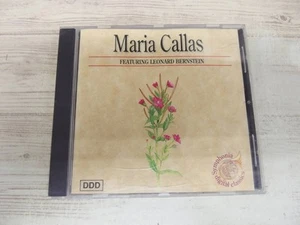 Maria Callas
FEATURING LEONARD BERNSTEIN
DDD